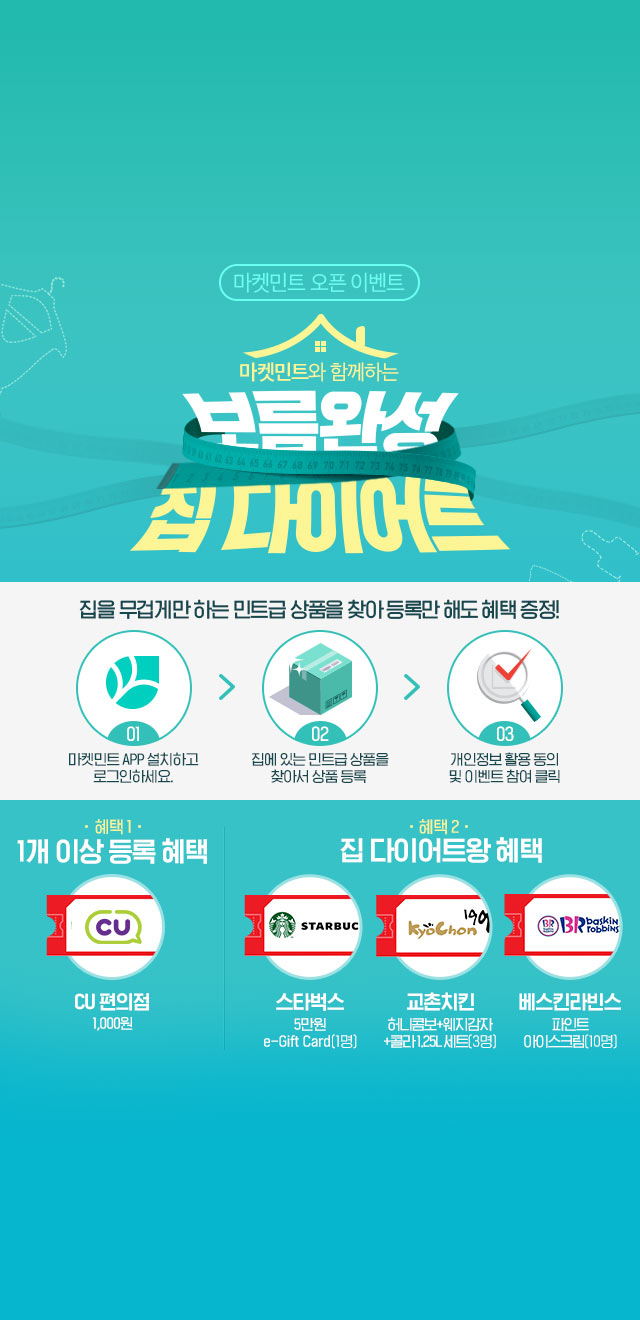 마켓민트 오픈 이벤트
마켓민트와 함께하는
보름완성
집 다이어트
집을 무겁게만 하는 민트급 상품을 찾아 등록만 해도 혜택 증정!
01
마켓민트 APP 설치하고
로그인하세요.
02
집에 있는 민트급 상품을
찾아서 상품 등록
03
개인정보 활용 동의
및 이벤트 참여 클릭
· 혜택 1 ·
1개 이상 등록 혜택
CU
CU 편의점
1,000원
· 혜택 2 ·
집 다이어트왕 혜택
STARBUC
스타벅스
5만원
e-Gift Card(1명)
KyoChon 199
교촌치킨
허니콤보+웨지감자
+콜라1.25L 세트(3명)
BR baskin robbins
베스킨라빈스
파인트
아이스크림(10명)